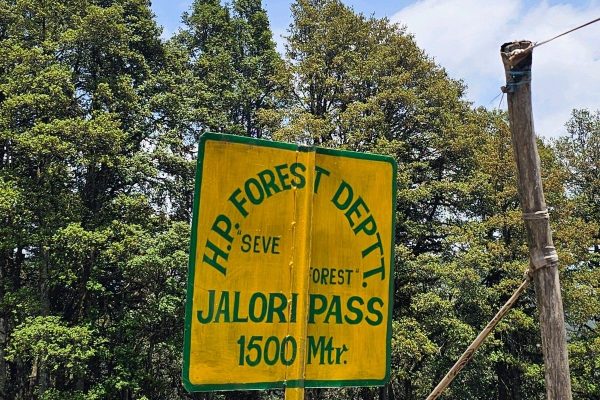 H.P. FOREST DEPTT.
"SEVE FOREST"
JALORI PASS
1500 Mtr.